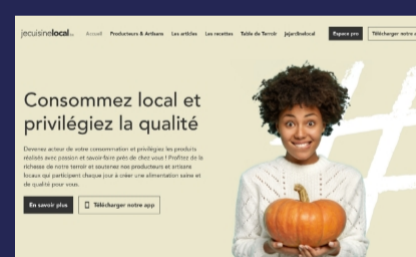 jecuisinelocal
Accueil Producteurs & Artisans Les articles Les recettes Table de Terroir Jejardinelocal Espace pro Télécharger notre a
Consommez local et
privilégiez la qualité
Devenez acteur de votre consommation et privilégiez les produits
réalisés avec passion et savoir-faire près de chez vous ! Profitez de la
richesse de notre terroir et soutenez nos producteurs et artisans
locaux qui participent chaque jour à créer une alimentation saine et
de qualité pour vous.
En savoir plus Télécharger notre app